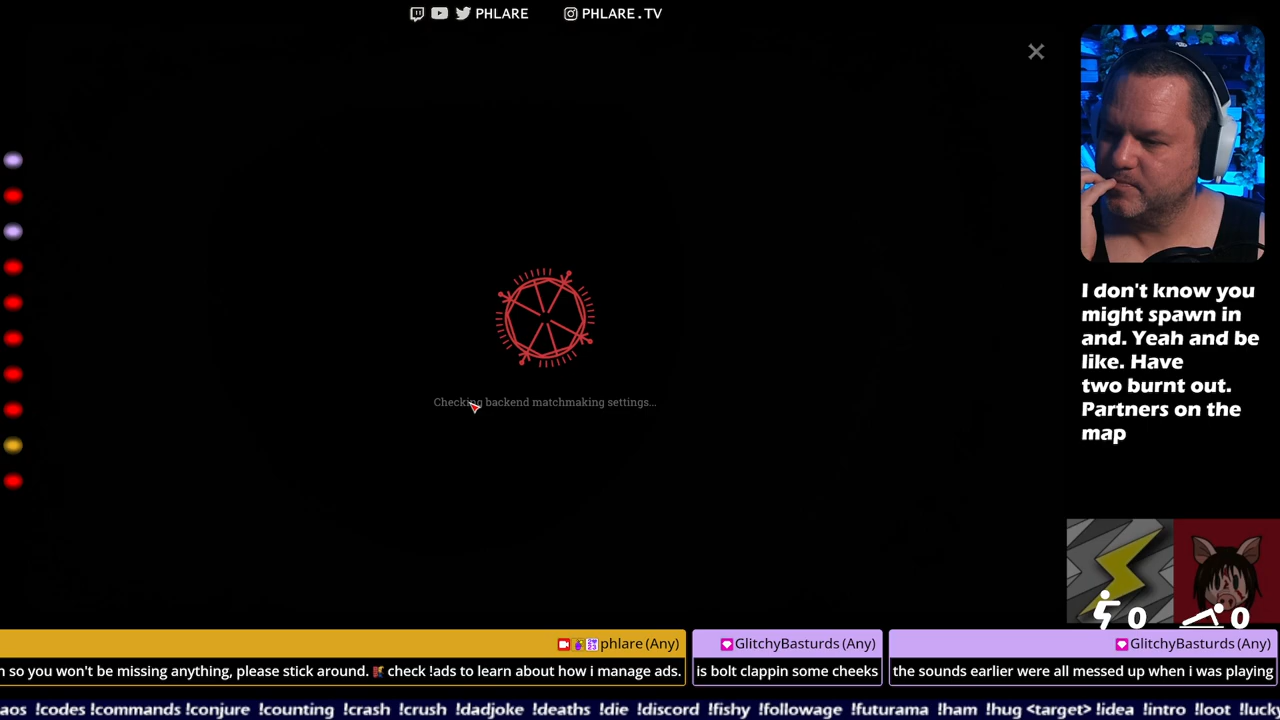 PHLARE PHLARE.TV
Checking backend matchmaking settings...
I don't know you
might spawn in
and. Yeah and be
like. Have
two burnt out.
Partners on the
map
0 0
phlare (Any)
so you won't be missing anything, please stick around. check !ads to learn about how i manage ads.
GlitchyBasturds (Any)
is bolt clappin some cheeks
GlitchyBasturds (Any)
the sounds earlier were all messed up when i was playing
aos !codes !commands !conjure !counting !crash !crush !dadjoke !deaths !die !discord !fishy !followage !futurama !ham !hug <target> !idea !intro !loot !lucky